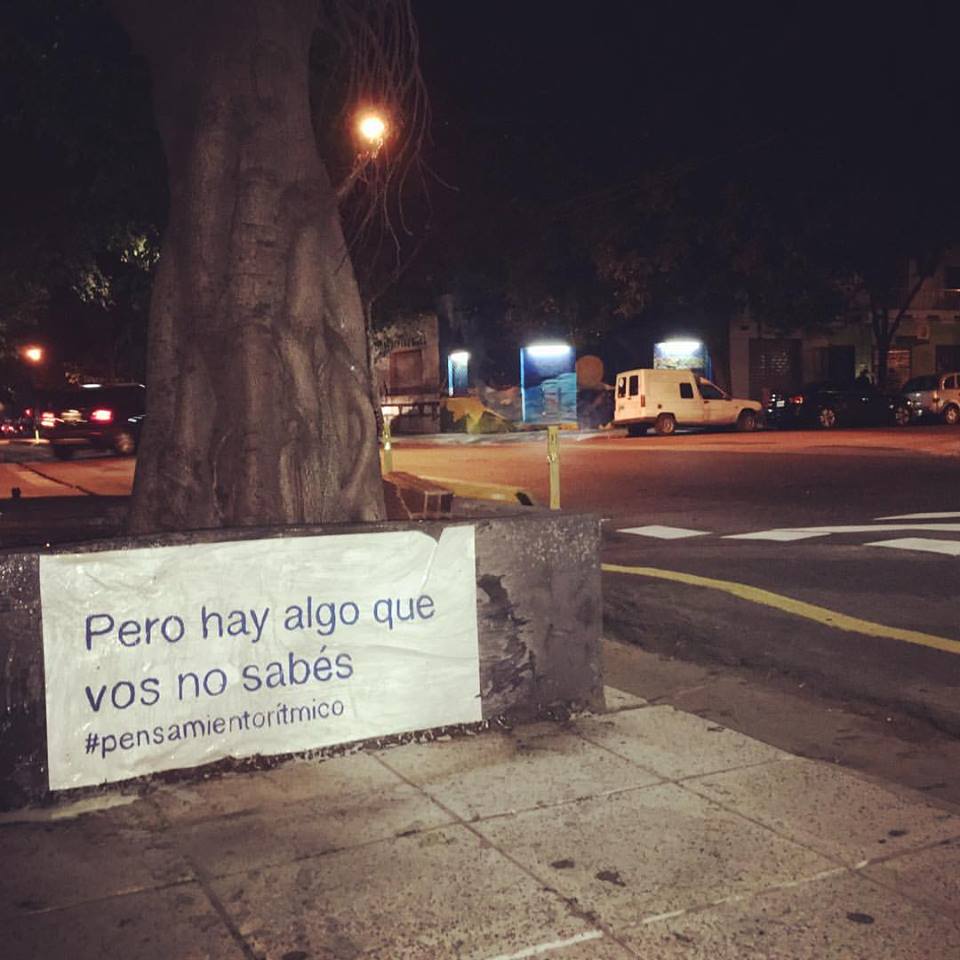 Pero hay algo que
vos no sabés
#pensamientorítmico